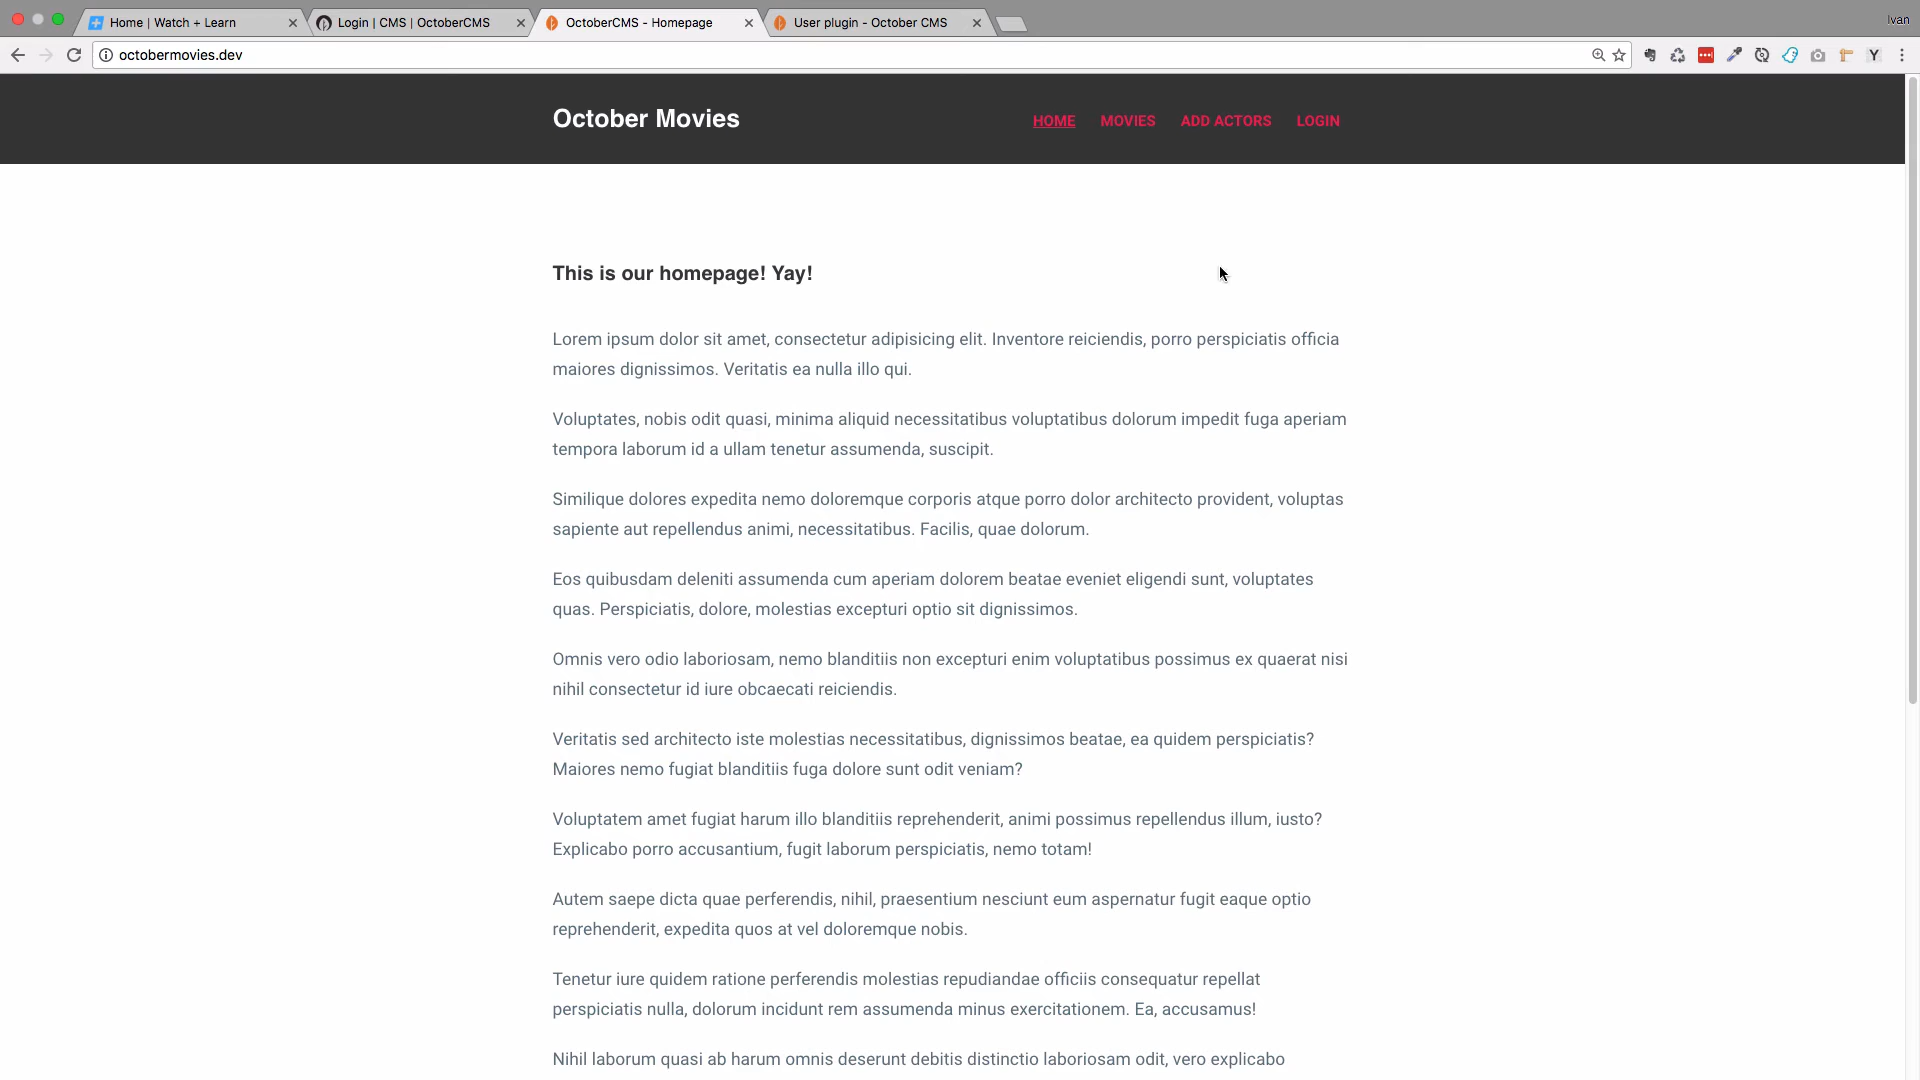 Home | Watch + Learn
Login | CMS | OctoberCMS
OctoberCMS - Homepage
User plugin - October CMS
Ivan
octobermovies.dev
October Movies
HOME
MOVIES
ADD ACTORS
LOGIN
This is our homepage! Yay!
Lorem ipsum dolor sit amet, consectetur adipisicing elit. Inventore reiciendis, porro perspiciatis officia
maiores dignissimos. Veritatis ea nulla illo qui.
Voluptates, nobis odit quasi, minima aliquid necessitatibus voluptatibus dolorum impedit fuga aperiam
tempora laborum id a ullam tenetur assumenda, suscipit.
Similique dolores expedita nemo doloremque corporis atque porro dolor architecto provident, voluptas
sapiente aut repellendus animi, necessitatibus. Facilis, quae dolorum.
Eos quibusdam deleniti assumenda cum aperiam dolorem beatae eveniet eligendi sunt, voluptates
quas. Perspiciatis, dolore, molestias excepturi optio sit dignissimos.
Omnis vero odio laboriosam, nemo blanditiis non excepturi enim voluptatibus possimus ex quaerat nisi
nihil consectetur id iure obcaecati reiciendis.
Veritatis sed architecto iste molestias necessitatibus, dignissimos beatae, ea quidem perspiciatis?
Maiores nemo fugiat blanditiis fuga dolore sunt odit veniam?
Voluptatem amet fugiat harum illo blanditiis reprehenderit, animi possimus repellendus illum, iusto?
Explicabo porro accusantium, fugit laborum perspiciatis, nemo totam!
Autem saepe dicta quae perferendis, nihil, praesentium nesciunt eum aspernatur fugit eaque optio
reprehenderit, expedita quos at vel doloremque nobis.
Tenetur iure quidem ratione perferendis molestias repudiandae officiis consequatur repellat
perspiciatis nulla, dolorum incidunt rem assumenda minus exercitationem. Ea, accusamus!
Nihil laborum quasi ab harum omnis deserunt debitis distinctio laboriosam odit, vero explicabo